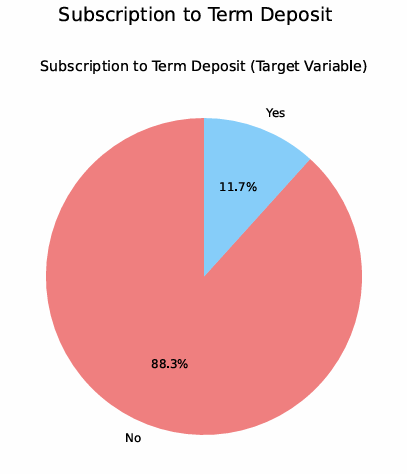 Subscription to Term Deposit
Subscription to Term Deposit (Target Variable)
Yes
11.7%
88.3%
No